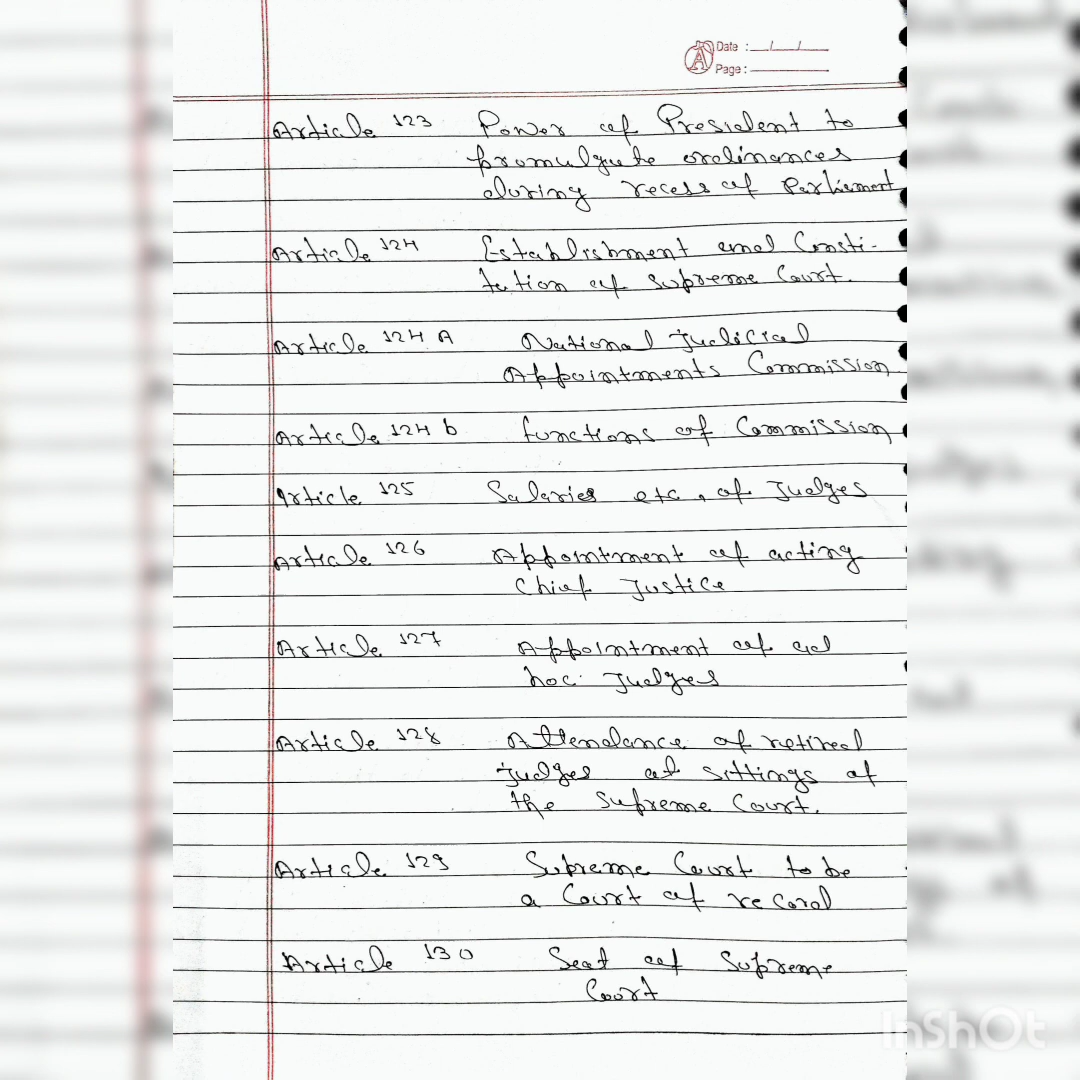 Date : __/__/__
Page : ______
Article 123 Power of President to
promulgate ordinances
during recess of Parliament
Article 124 Establishment and Consti-
tution of Supreme Court.
Article 124 A National Judicial
Appointments Commission
Article 124 b functions of Commission
Article 125 Salaries etc, of Judges
Article 126 Appointment of acting
Chief Justice
Article 127 Appointment of ad
hoc. Judges
Article 128 Attendance of retired
judges at sittings of
the Supreme Court.
Article 129 Supreme Court to be
a Court of record
Article 130 Seat of Supreme
Court
InShOt